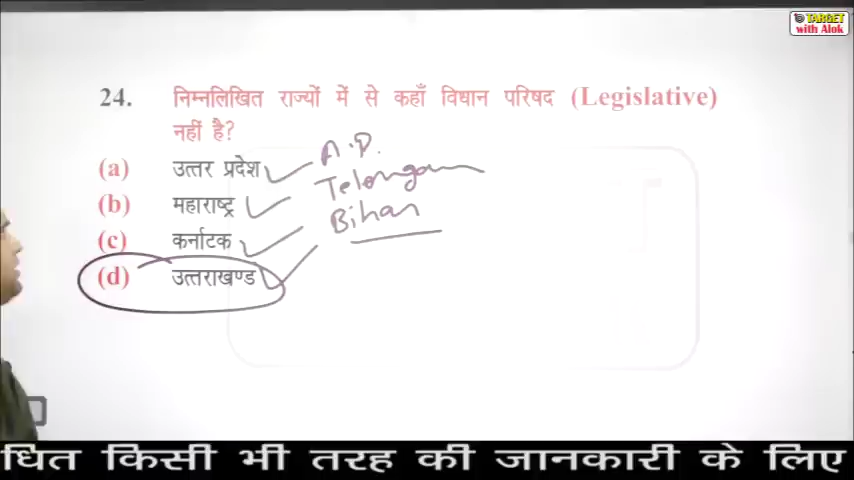 TARGET
with Alok
24. निम्नलिखित राज्यों में से कहाँ विधान परिषद (Legislative)
नहीं है?
(a) उत्तर प्रदेश
A.P.
(b) महाराष्ट्र
Telangana
(c) कर्नाटक
Bihar
(d) उत्तराखण्ड
धित किसी भी तरह की जानकारी के लिए